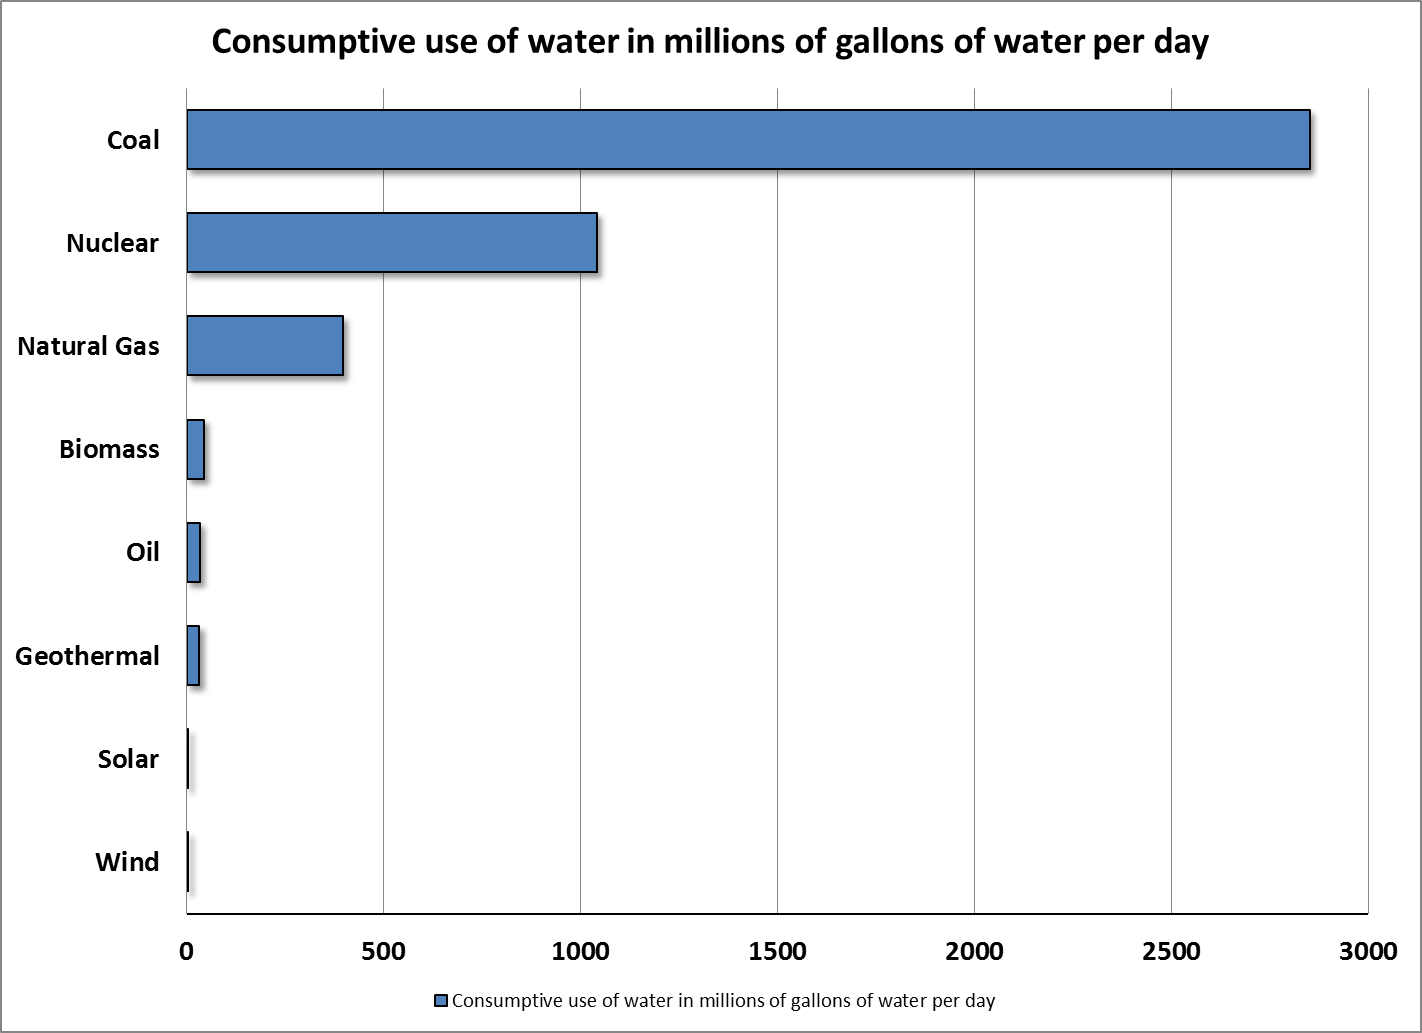 Consumptive use of water in millions of gallons of water per day
Coal
Nuclear
Natural Gas
Biomass
Oil
Geothermal
Solar
Wind
0 500 1000 1500 2000 2500 3000
Consumptive use of water in millions of gallons of water per day